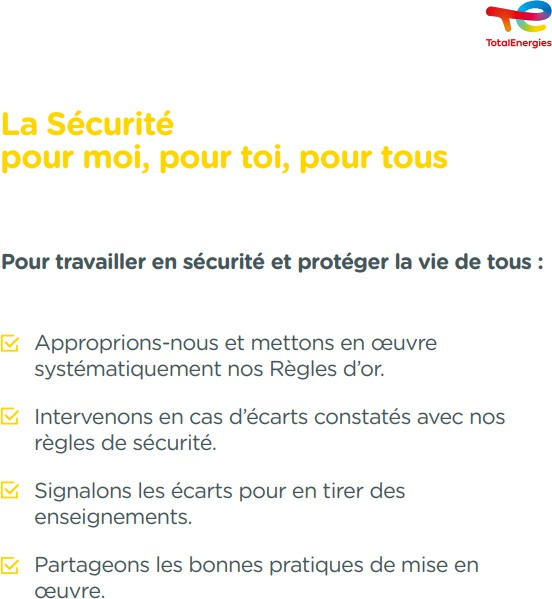 TotalEnergies
La Sécurité
pour moi, pour toi, pour tous
Pour travailler en sécurité et protéger la vie de tous :
Approprions-nous et mettons en œuvre
systématiquement nos Règles d’or.
Intervenons en cas d’écarts constatés avec nos
règles de sécurité.
Signalons les écarts pour en tirer des
enseignements.
Partageons les bonnes pratiques de mise en
œuvre.